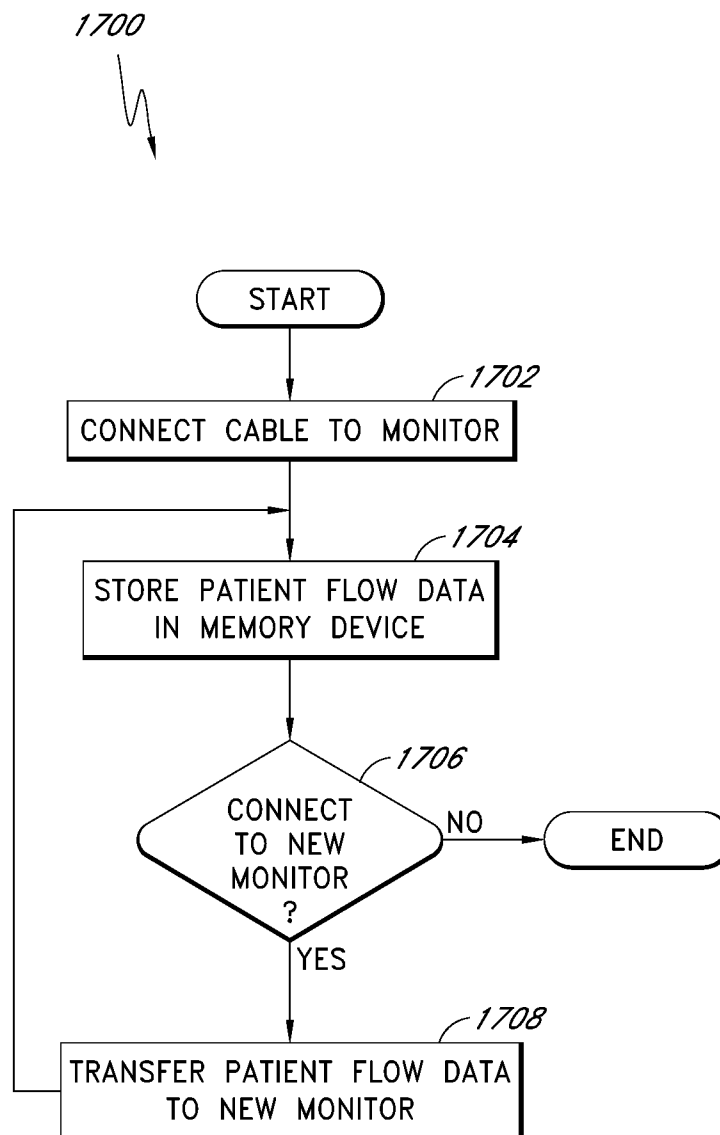 1700
START
1702
CONNECT CABLE TO MONITOR
1704
STORE PATIENT FLOW DATA
IN MEMORY DEVICE
1706
CONNECT
TO NEW
MONITOR
?
NO
END
YES
1708
TRANSFER PATIENT FLOW DATA
TO NEW MONITOR